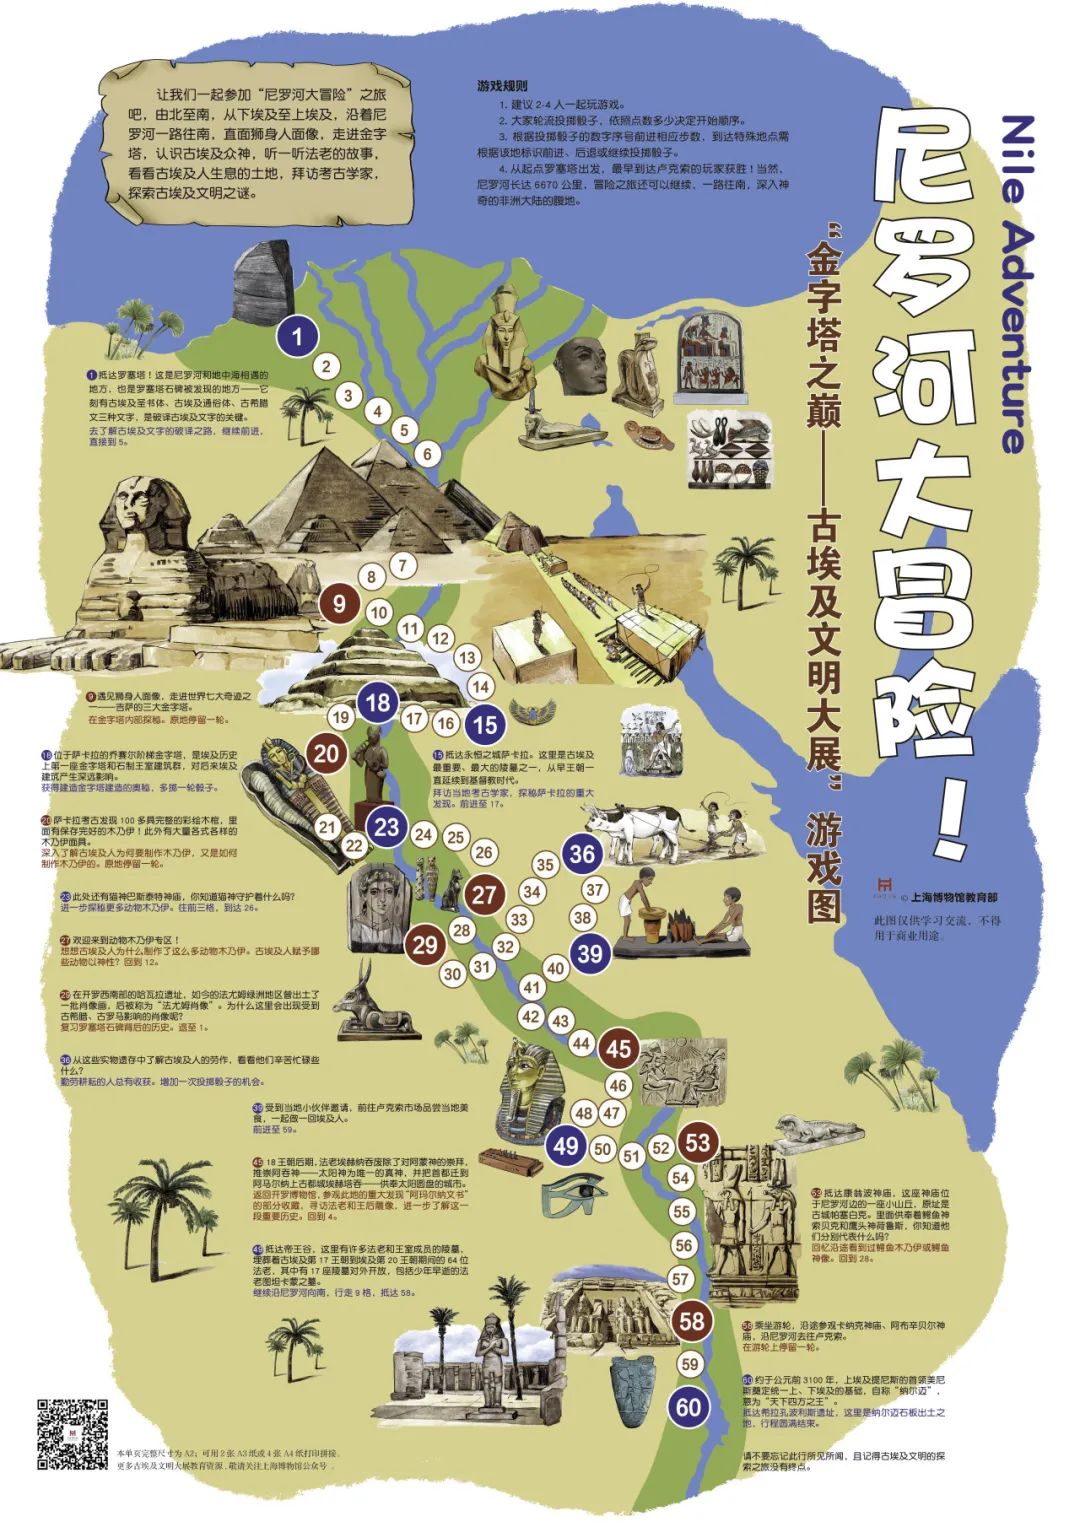 让我们一起参加“尼罗河大冒险”之旅
吧，由北至南，从下埃及至上埃及，沿着尼
罗河一路往南，直面狮身人面像，走进金字
塔，认识古埃及众神，听一听法老的故事，
看看古埃及人生息的土地，拜访考古学家，
探索古埃及文明之谜。
游戏规则
1. 建议 2-4 人一起玩游戏。
2. 大家轮流投掷骰子，依照点数多少决定开始顺序。
3. 根据投掷骰子的数字序号前进相应步数，到达特殊地点需
根据该地标识前进、后退或继续投掷骰子。
4. 从起点罗塞塔出发，最早到达卢克索的玩家获胜！当然，
尼罗河长达 6670 公里，冒险之旅还可以继续，一路往南，深入神
奇的非洲大陆的腹地。
尼罗河大冒险！
Nile Adventure
“金字塔之巅——古埃及文明大展”游戏图
© 上海博物馆教育部
此图仅供学习交流，不得
用于商业用途。
1
2
3
4
5
6
7
8
9
10
11
12
13
14
15
16
17
18
19
20
21
22
23
24
25
26
27
28
29
30
31
32
33
34
35
36
37
38
39
40
41
42
43
44
45
46
47
48
49
50
51
52
53
54
55
56
57
58
59
60
1 抵达罗塞塔！这是尼罗河和地中海相遇的
地方，也是罗塞塔石碑被发现的地方——它
刻有古埃及圣书体、古埃及通俗体、古希腊
文三种文字，是破译古埃及文字的关键。
去了解古埃及文字的破译之路，继续前进，
直接到 5。
9 遇见狮身人面像，走进世界七大奇迹之
一——吉萨的三大金字塔。
在金字塔内部探秘。原地停留一轮。
15 抵达永恒之城萨卡拉。这里是古埃及
最重要、最大的陵墓之一，从早王朝一
直延续到基督教时代。
拜访当地考古学家，探秘萨卡拉的重大
发现。前进至 17。
18 位于萨卡拉的乔赛尔阶梯金字塔，是埃及历史
上第一座金字塔和石制王室建筑群，对后来埃及
建筑产生深远影响。
获得建造金字塔建造的奥秘，多掷一轮骰子。
20 萨卡拉考古发现 100 多具完整的彩绘木棺，里
面有保存完好的木乃伊！此外有大量各式各样的
木乃伊面具。
深入了解古埃及人为何要制作木乃伊，又是如何
制作木乃伊的。原地停留一轮。
23 此处还有猫神巴斯泰特神庙，你知道猫神守护着什么吗？
进一步探秘更多动物木乃伊。往前三格，到达 26。
27 欢迎来到动物木乃伊专区！
想想古埃及人为什么制作了这么多动物木乃伊。古埃及人赋予哪
些动物以神性？回到 12。
29 在开罗西南部的哈瓦拉遗址，如今的法尤姆绿洲地区曾出土了
一批肖像画，后被称为“法尤姆肖像”。为什么这里会出现受到
古希腊、古罗马影响的肖像呢？
复习罗塞塔石碑背后的历史。退至 1。
36 从这些实物遗存中了解古埃及人的劳作，看看他们辛苦忙碌些
什么？
勤劳耕耘的人总有收获。增加一次投掷骰子的机会。
39 受到当地小伙伴邀请，前往卢克索市场品尝当地美
食，一起做一回埃及人。
前进至 59。
45 18 王朝后期，法老埃赫纳吞废除了对阿蒙神的崇拜，
推崇阿吞神——太阳神为唯一的真神，并把首都迁到
阿马尔纳上古都城埃赫塔吞——供奉太阳圆盘的城市。
返回开罗博物馆，参观此地的重大发现“阿玛尔纳文书”
的部分收藏，寻访法老和王后雕像，进一步了解这一
段重要历史。回到 4。
49 抵达帝王谷，这里有许多法老和王室成员的陵墓，
埋葬着古埃及第 17 王朝到埃及第 20 王朝期间的 64 位
法老，其中有 17 座陵墓对外开放，包括少年早逝的法
老图坦卡蒙之墓。
继续沿尼罗河向南，行走 9 格，抵达 58。
53 抵达康翁波神庙，这座神庙位
于尼罗河边的一座小山丘，原址是
古城帕塞白克。里面供奉着鳄鱼神
索贝克和鹰头神荷鲁斯，你知道他
们分别代表什么吗？
回忆沿途看到过鳄鱼木乃伊或鳄鱼
神像。回到 28。
58 乘坐游轮，沿途参观卡纳克神庙、阿布辛贝尔神
庙，沿尼罗河去往卢克索。
在游轮上停留一轮。
60 约于公元前 3100 年，上埃及提尼斯的首领美尼
斯奠定统一上、下埃及的基础，自称“纳尔迈”，
意为“天下四方之王”。
抵达希拉孔波利斯遗址，这里是纳尔迈石板出土之
地，行程圆满结束。
请不要忘记此行所见所闻，且记得古埃及文明的探
索之旅没有终点。
本单页完整尺寸为 A2；可用 2 张 A3 纸或 4 张 A4 纸打印拼接。
更多古埃及文明大展教育资源，敬请关注上海博物馆公众号。